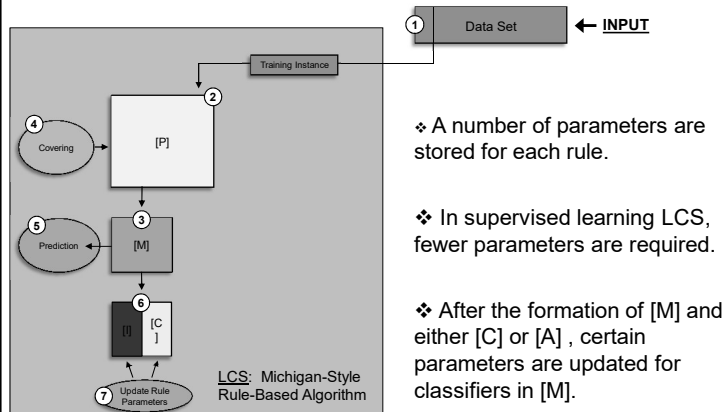 1
Data Set
INPUT
Training Instance
2
[P]
4
Covering
3
[M]
5
Prediction
6
[I]
[C
]
7
Update Rule
Parameters
LCS: Michigan-Style
Rule-Based Algorithm
❖ A number of parameters are
stored for each rule.
❖ In supervised learning LCS,
fewer parameters are required.
❖ After the formation of [M] and
either [C] or [A] , certain
parameters are updated for
classifiers in [M].